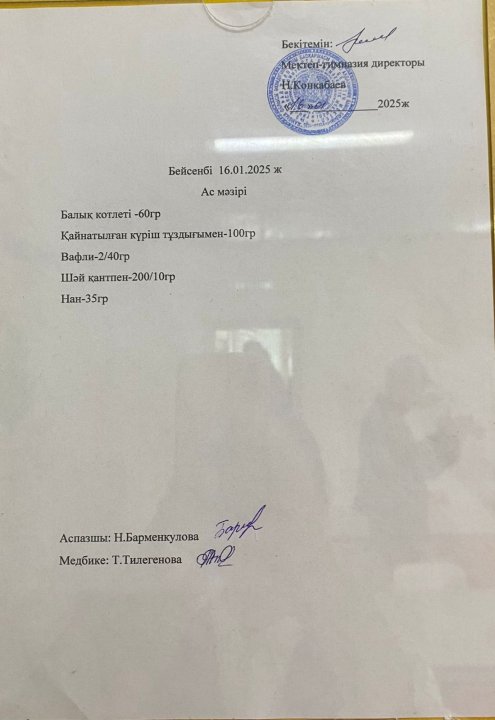 Бекітемін:
Мектеп-гимназия директоры
Н.Конкабаев
16 2025ж
Бейсенбі 16.01.2025 ж
Ас мәзірі
Балық котлеті -60гр
Қайнатылған күріш тұздығымен-100гр
Вафли-2/40гр
Шәй қантпен-200/10гр
Нан-35гр
Аспазшы: Н.Барменкулова
Медбике: Т.Тилегенова